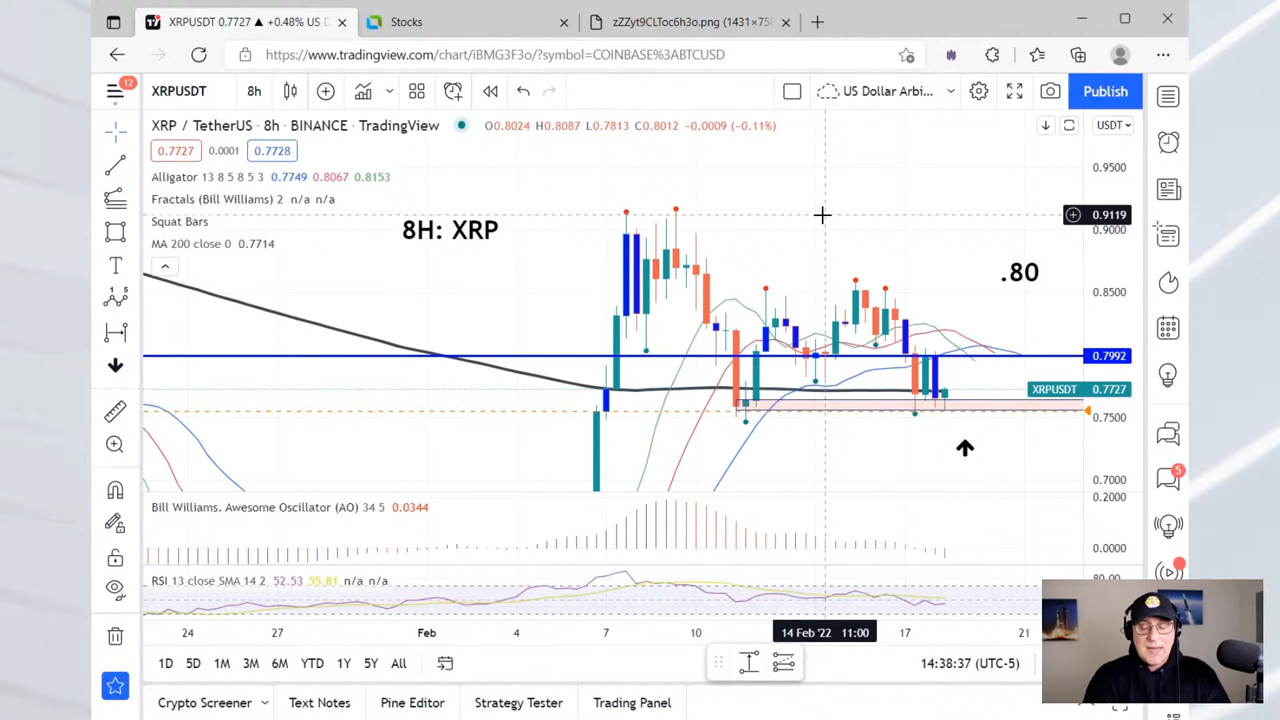 XRPUSDT 0.7727 ▲ +0.48% US D
Stocks
zZZyt9CLToc6h3o.png (1431×758
https://www.tradingview.com/chart/iBMG3F3o/?symbol=COINBASE%3ABTCUSD
12
XRPUSDT
8h
US Dollar Arbi...
Publish
XRP / TetherUS · 8h · BINANCE · TradingView
O0.8024 H0.8087 L0.7813 C0.8012 −0.0009 (−0.11%)
USDT
0.7727
0.0001
0.7728
Alligator 13 8 5 8 5 3 0.7749 0.8067 0.8153
Fractals (Bill Williams) 2 n/a n/a
Squat Bars
MA 200 close 0 0.7714
8H: XRP
.80
0.9500
0.9119
0.9000
0.8500
0.7992
XRPUSDT 0.7727
0.7500
0.7000
5
Bill Williams. Awesome Oscillator (AO) 34 5 0.0344
0.2000
0.0000
RSI 13 close SMA 14 2 52.53 55.81 n/a n/a
80.00
24
27
Feb
4
7
10
14 Feb '22 11:00
17
21
1D 5D 1M 3M 6M YTD 1Y 5Y All
14:38:37 (UTC-5)
Crypto Screener
Text Notes
Pine Editor
Strategy Tester
Trading Panel